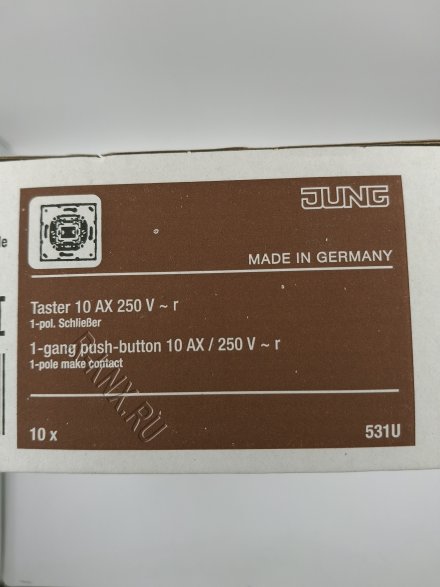 JUNG
MADE IN GERMANY
Taster 10 AX 250 V ~ r
1-pol. Schließer
1-gang push-button 10 AX / 250 V ~ r
1-pole make contact
10 x
531U